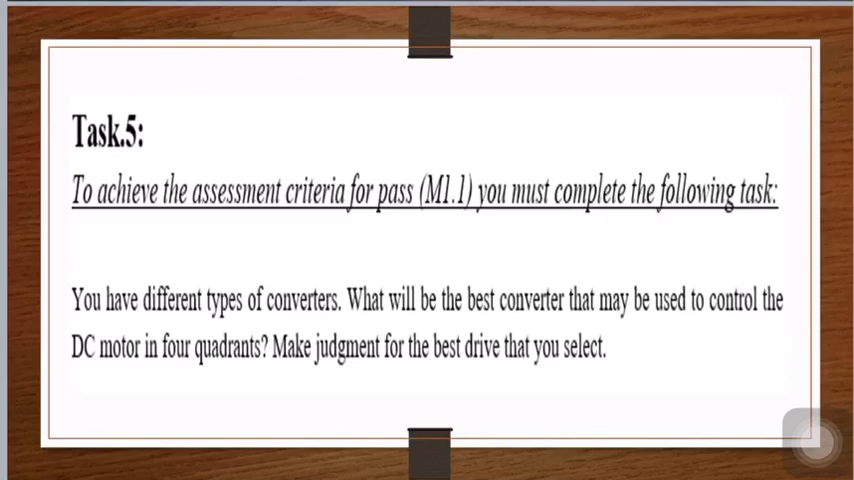 Task.5:
To achieve the assessment criteria for pass (M1.1) you must complete the following task:
You have different types of converters. What will be the best converter that may be used to control the
DC motor in four quadrants? Make judgment for the best drive that you select.